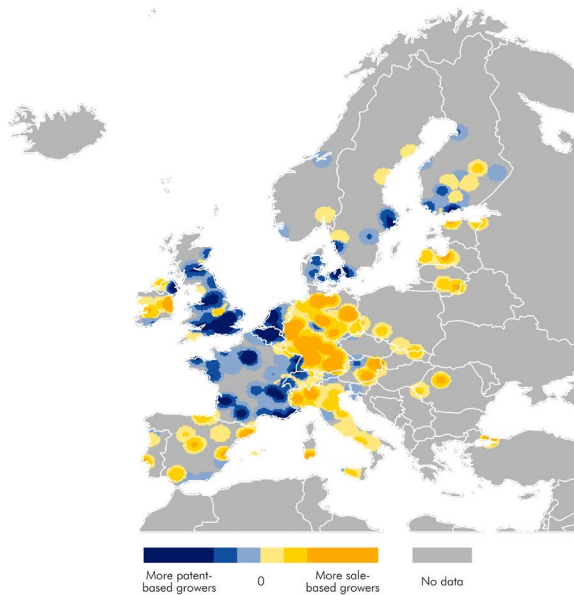 More patent-
based growers
0
More sale-
based growers
No data